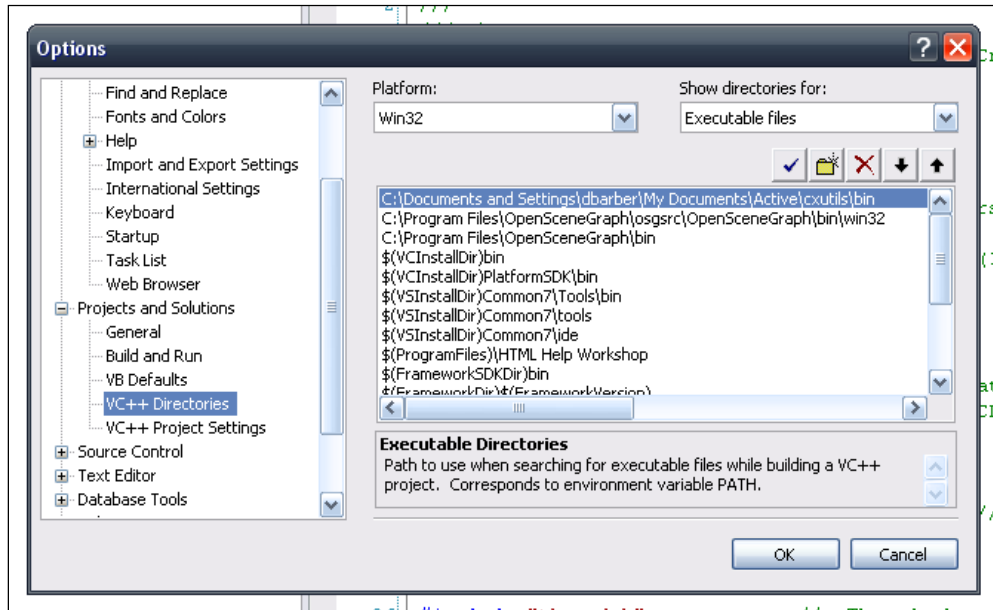 Options
Find and Replace
Fonts and Colors
Help
Import and Export Settings
International Settings
Keyboard
Startup
Task List
Web Browser
Projects and Solutions
General
Build and Run
VB Defaults
VC++ Directories
VC++ Project Settings
Source Control
Text Editor
Database Tools
Platform:
Win32
Show directories for:
Executable files
C:\Documents and Settings\dbarber\My Documents\Active\cxutils\bin
C:\Program Files\OpenSceneGraph\osgsrc\OpenSceneGraph\bin\win32
C:\Program Files\OpenSceneGraph\bin
$(VCInstallDir)bin
$(VCInstallDir)PlatformSDK\bin
$(VSInstallDir)Common7\Tools\bin
$(VSInstallDir)Common7\tools
$(VSInstallDir)Common7\ide
$(ProgramFiles)\HTML Help Workshop
$(FrameworkSDKDir)bin
$(FrameworkDir)$(FrameworkVersion)
Executable Directories
Path to use when searching for executable files while building a VC++
project. Corresponds to environment variable PATH.
OK
Cancel